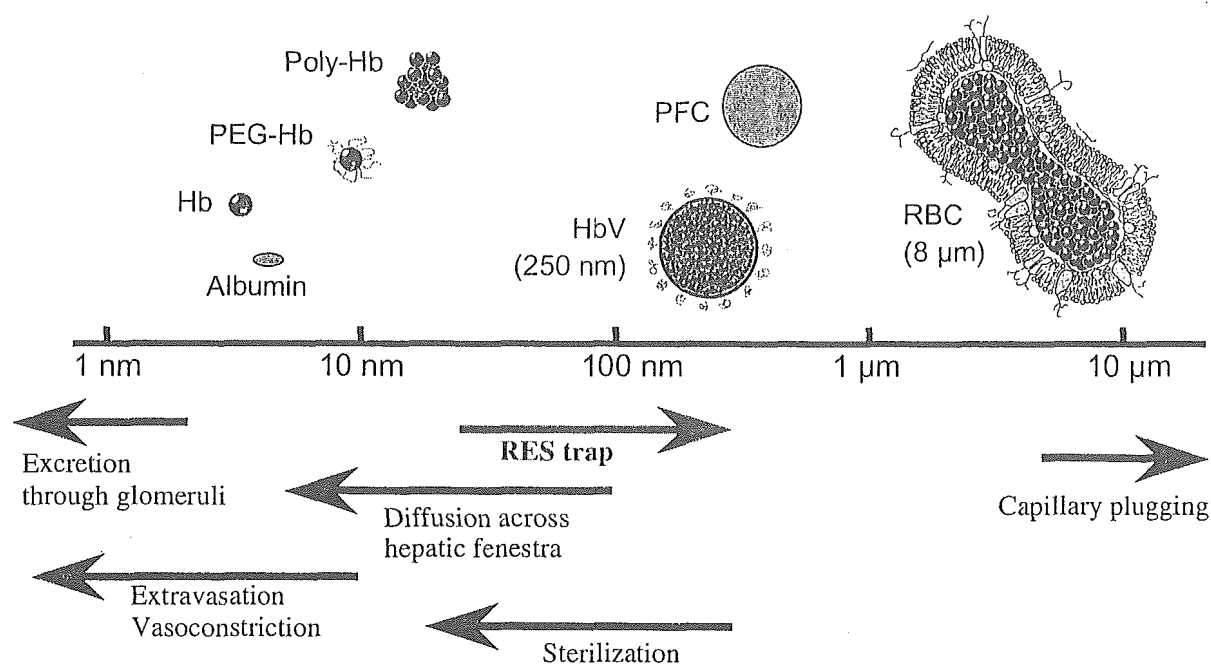 Poly-Hb
PEG-Hb
Hb
Albumin
PFC
HbV
(250 nm)
RBC
(8 μm)
1 nm
10 nm
100 nm
1 μm
10 μm
Excretion
through glomeruli
RES trap
Diffusion across
hepatic fenestra
Capillary plugging
Extravasation
Vasoconstriction
Sterilization